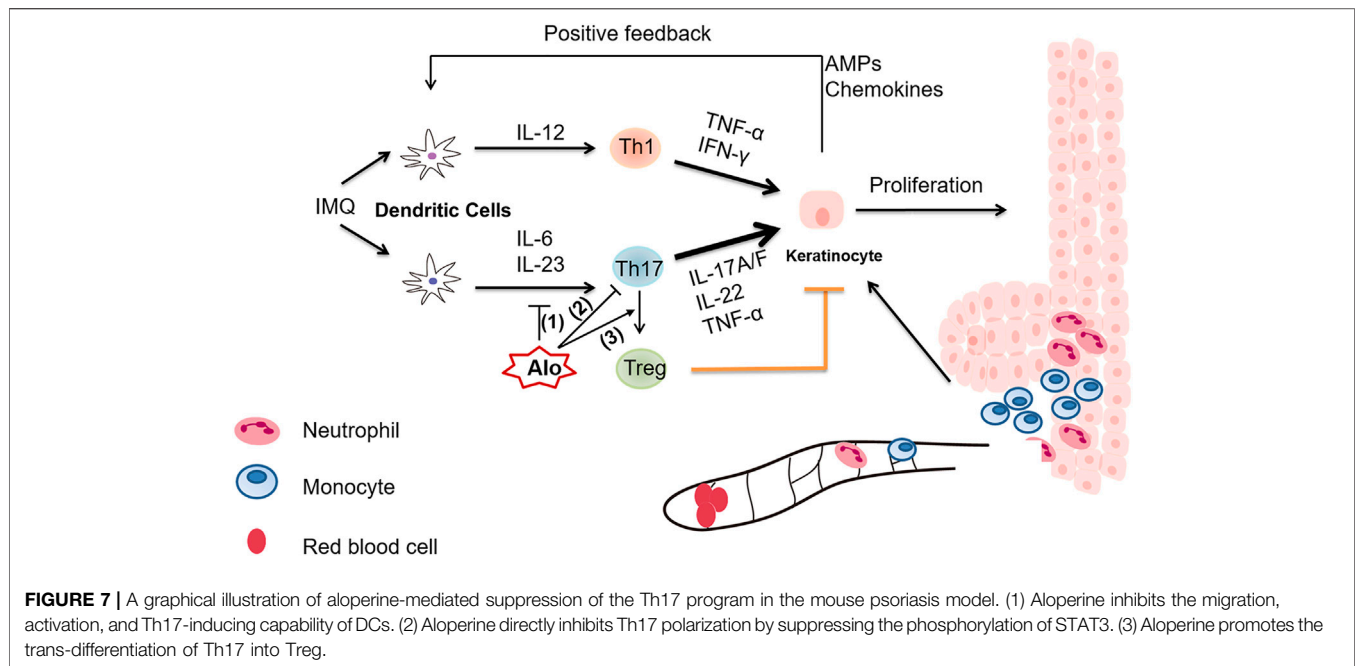 Positive feedback
AMPs
Chemokines
IL-12
Th1
TNF-α
IFN-γ
IMQ
Dendritic Cells
Proliferation
IL-6
IL-23
Th17
Keratinocyte
IL-17A/F
IL-22
TNF-α
(1)
(2)
(3)
Alo
Treg
Neutrophil
Monocyte
Red blood cell
FIGURE 7 | A graphical illustration of aloperine-mediated suppression of the Th17 program in the mouse psoriasis model. (1) Aloperine inhibits the migration,
activation, and Th17-inducing capability of DCs. (2) Aloperine directly inhibits Th17 polarization by suppressing the phosphorylation of STAT3. (3) Aloperine promotes the
trans-differentiation of Th17 into Treg.